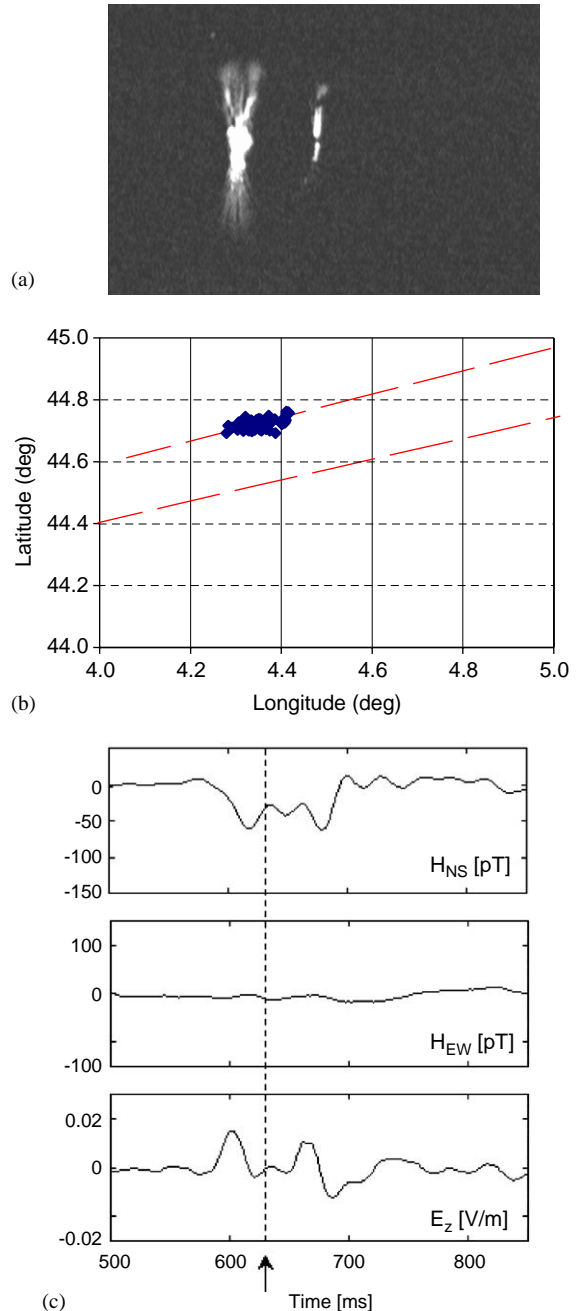 (a)
45.0
44.8
44.6
44.4
44.2
44.0
Latitude (deg)
4.0 4.2 4.4 4.6 4.8 5.0
Longitude (deg)
(b)
0
-50
-100
-150
H_NS [pT]
100
0
-100
H_EW [pT]
0.02
0
-0.02
E_z [V/m]
500 600 700 800
Time [ms]
(c)